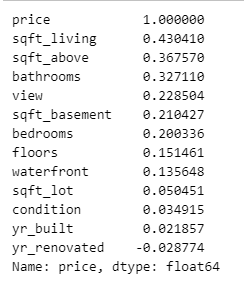 price 1.000000
sqft_living 0.430410
sqft_above 0.367570
bathrooms 0.327110
view 0.228504
sqft_basement 0.210427
bedrooms 0.200336
floors 0.151461
waterfront 0.135648
sqft_lot 0.050451
condition 0.034915
yr_built 0.021857
yr_renovated -0.028774
Name: price, dtype: float64